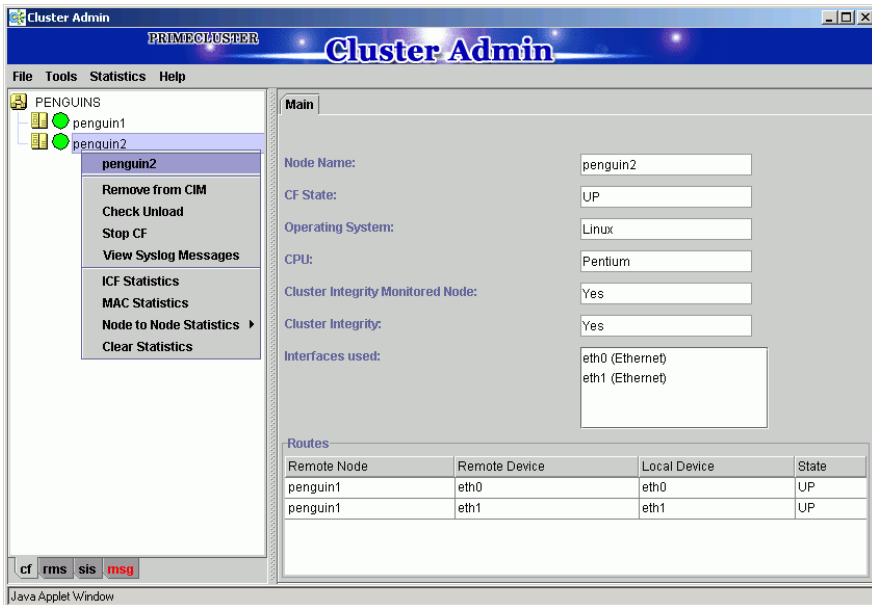 Cluster Admin
PRIMECLUSTER
Cluster Admin
File Tools Statistics Help
PENGUINS
penguin1
penguin2
penguin2
Remove from CIM
Check Unload
Stop CF
View Syslog Messages
ICF Statistics
MAC Statistics
Node to Node Statistics
Clear Statistics
Main
Node Name: penguin2
CF State: UP
Operating System: Linux
CPU: Pentium
Cluster Integrity Monitored Node: Yes
Cluster Integrity: Yes
Interfaces used: eth0 (Ethernet)
eth1 (Ethernet)
Routes
Remote Node Remote Device Local Device State
penguin1 eth0 eth0 UP
penguin1 eth1 eth1 UP
cf rms sis msg
Java Applet Window